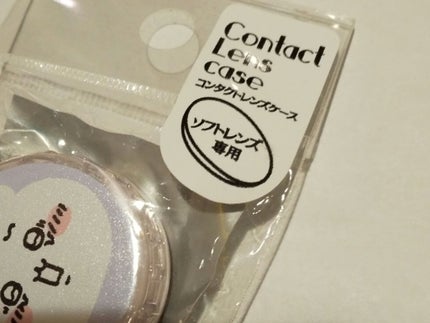 Contact
Lens
case
コンタクトレンズケース
ソフトレンズ
専用